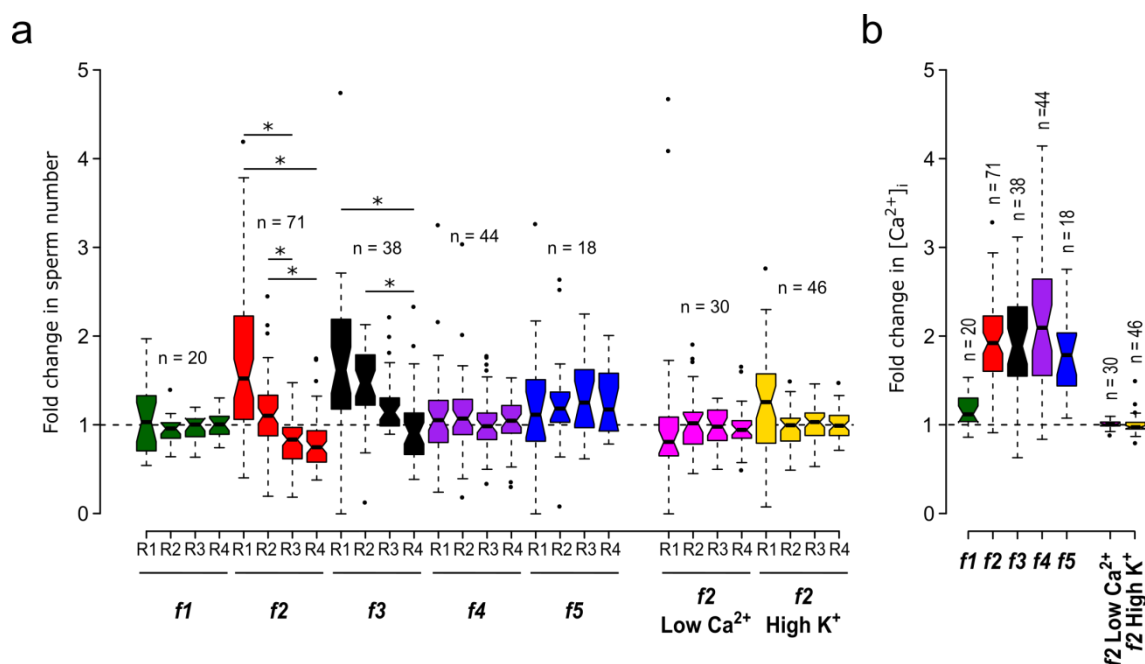 a
Fold change in sperm number
5
4
3
2
1
0
*
*
n = 71
*
*
*
n = 38
*
n = 44
n = 18
n = 20
n = 30
n = 46
R1 R2 R3 R4 R1 R2 R3 R4 R1 R2 R3 R4 R1 R2 R3 R4 R1 R2 R3 R4 R1 R2 R3 R4 R1 R2 R3 R4
f1 f2 f3 f4 f5 f2 f2
Low Ca²⁺ High K⁺
b
Fold change in [Ca²⁺]ᵢ
5
4
3
2
1
0
n = 20
n = 71
n = 38
n =44
n = 18
n = 30
n = 46
f1 f2 f3 f4 f5
f2 Low Ca²⁺
f2 High K⁺